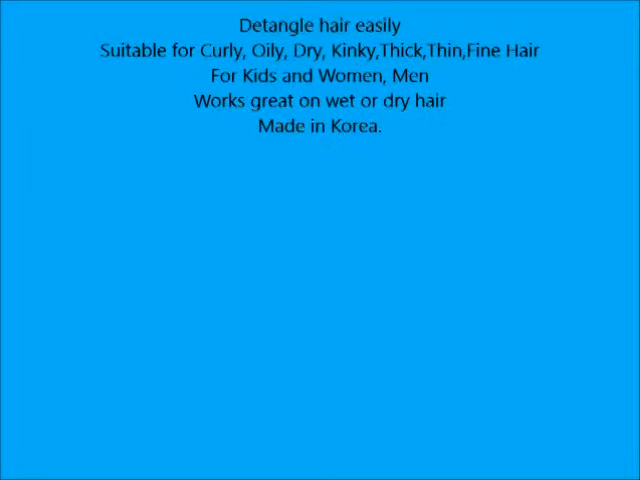 Detangle hair easily
Suitable for Curly, Oily, Dry, Kinky,Thick,Thin,Fine Hair
For Kids and Women, Men
Works great on wet or dry hair
Made in Korea.